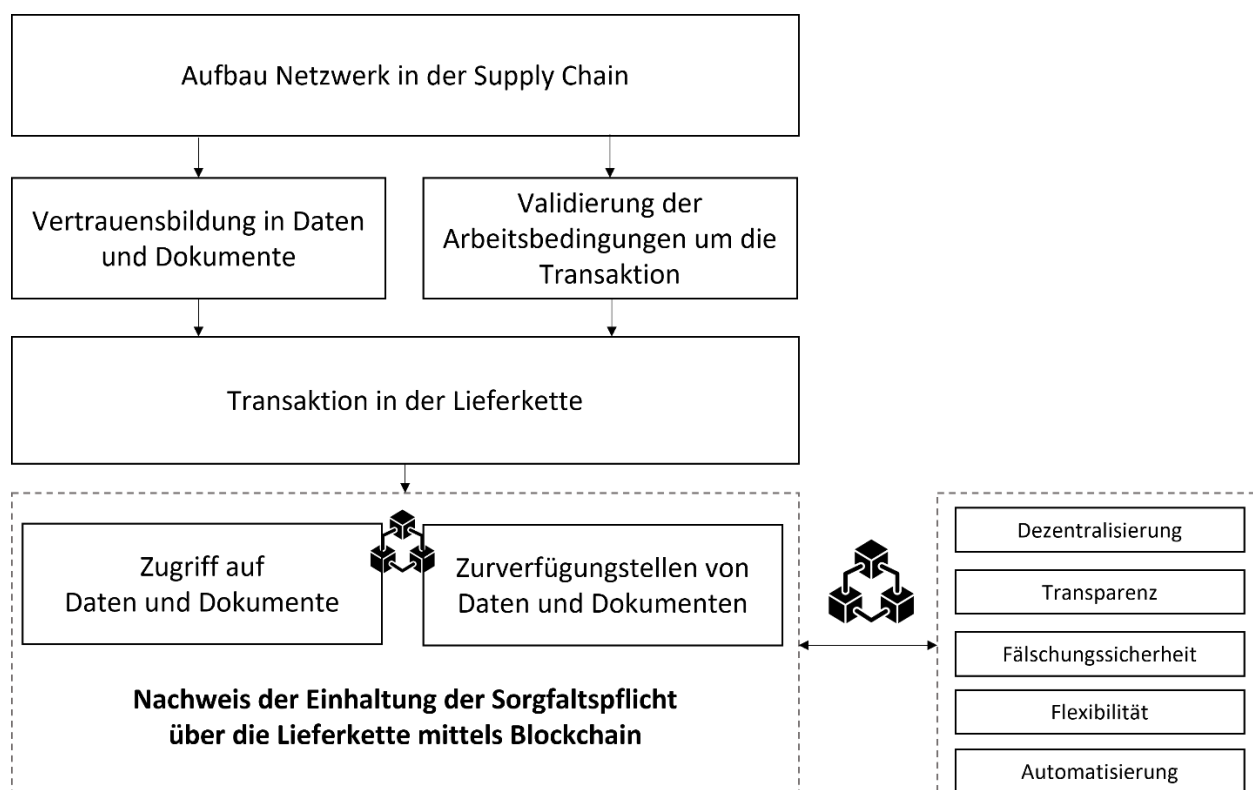 Aufbau Netzwerk in der Supply Chain
Vertrauensbildung in Daten
und Dokumente
Validierung der
Arbeitsbedingungen um die
Transaktion
Transaktion in der Lieferkette
Zugriff auf
Daten und Dokumente
Zurverfügungstellen von
Daten und Dokumenten
Nachweis der Einhaltung der Sorgfaltspflicht
über die Lieferkette mittels Blockchain
Dezentralisierung
Transparenz
Fälschungssicherheit
Flexibilität
Automatisierung